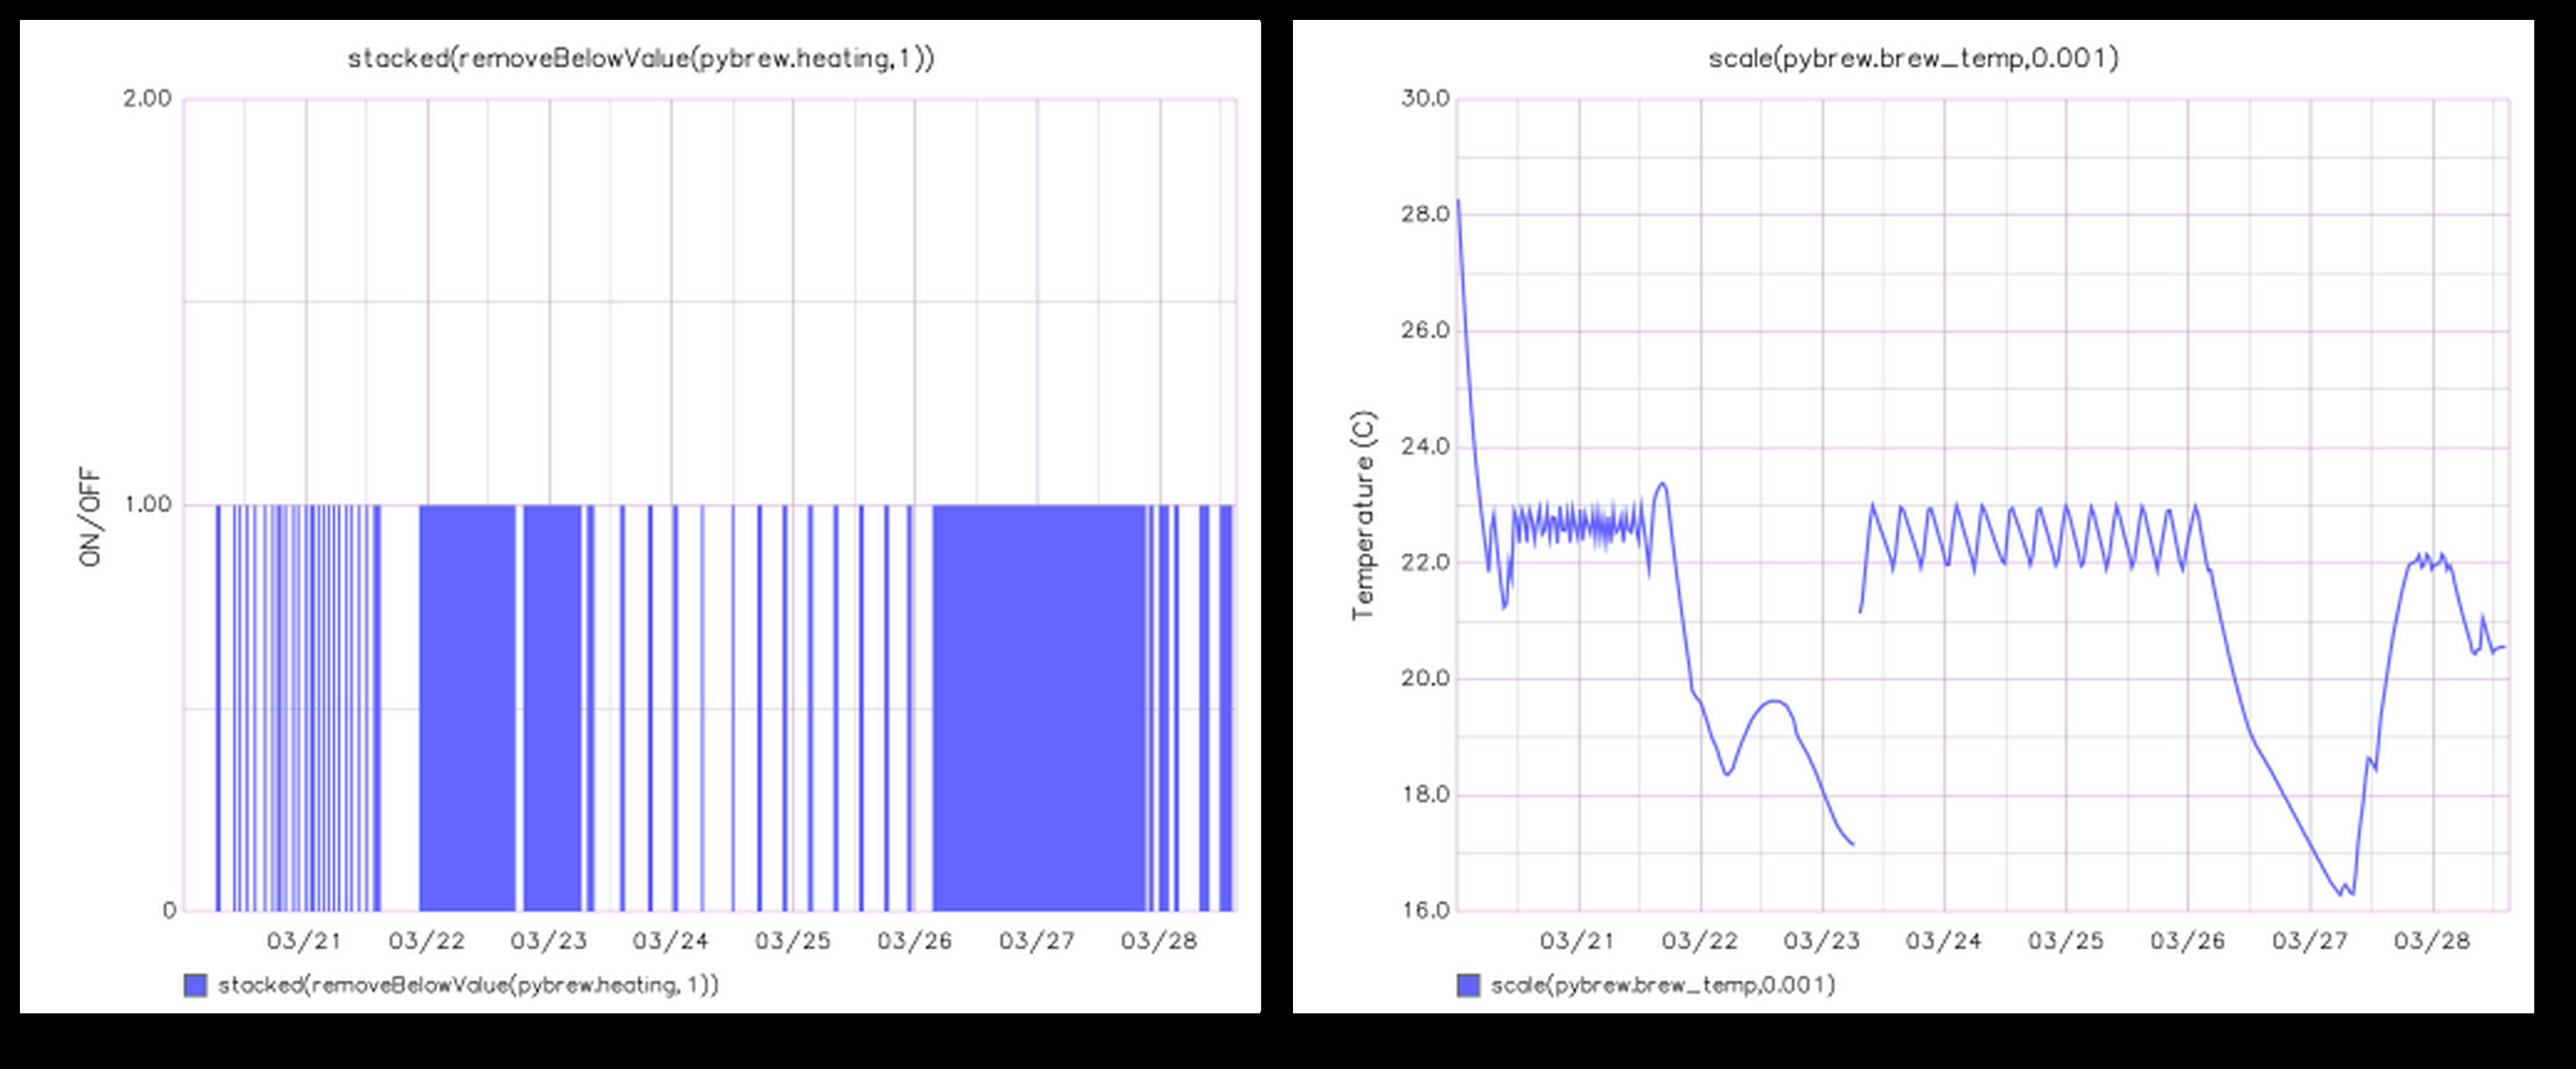 stacked(removeBelowValue(pybrew.heating,1))
2.00
1.00
0
ON/OFF
03/21 03/22 03/23 03/24 03/25 03/26 03/27 03/28
stacked(removeBelowValue(pybrew.heating, 1))
scale(pybrew.brew_temp,0.001)
30.0
28.0
26.0
24.0
22.0
20.0
18.0
16.0
Temperature (C)
03/21 03/22 03/23 03/24 03/25 03/26 03/27 03/28
scale(pybrew.brew_temp,0.001)